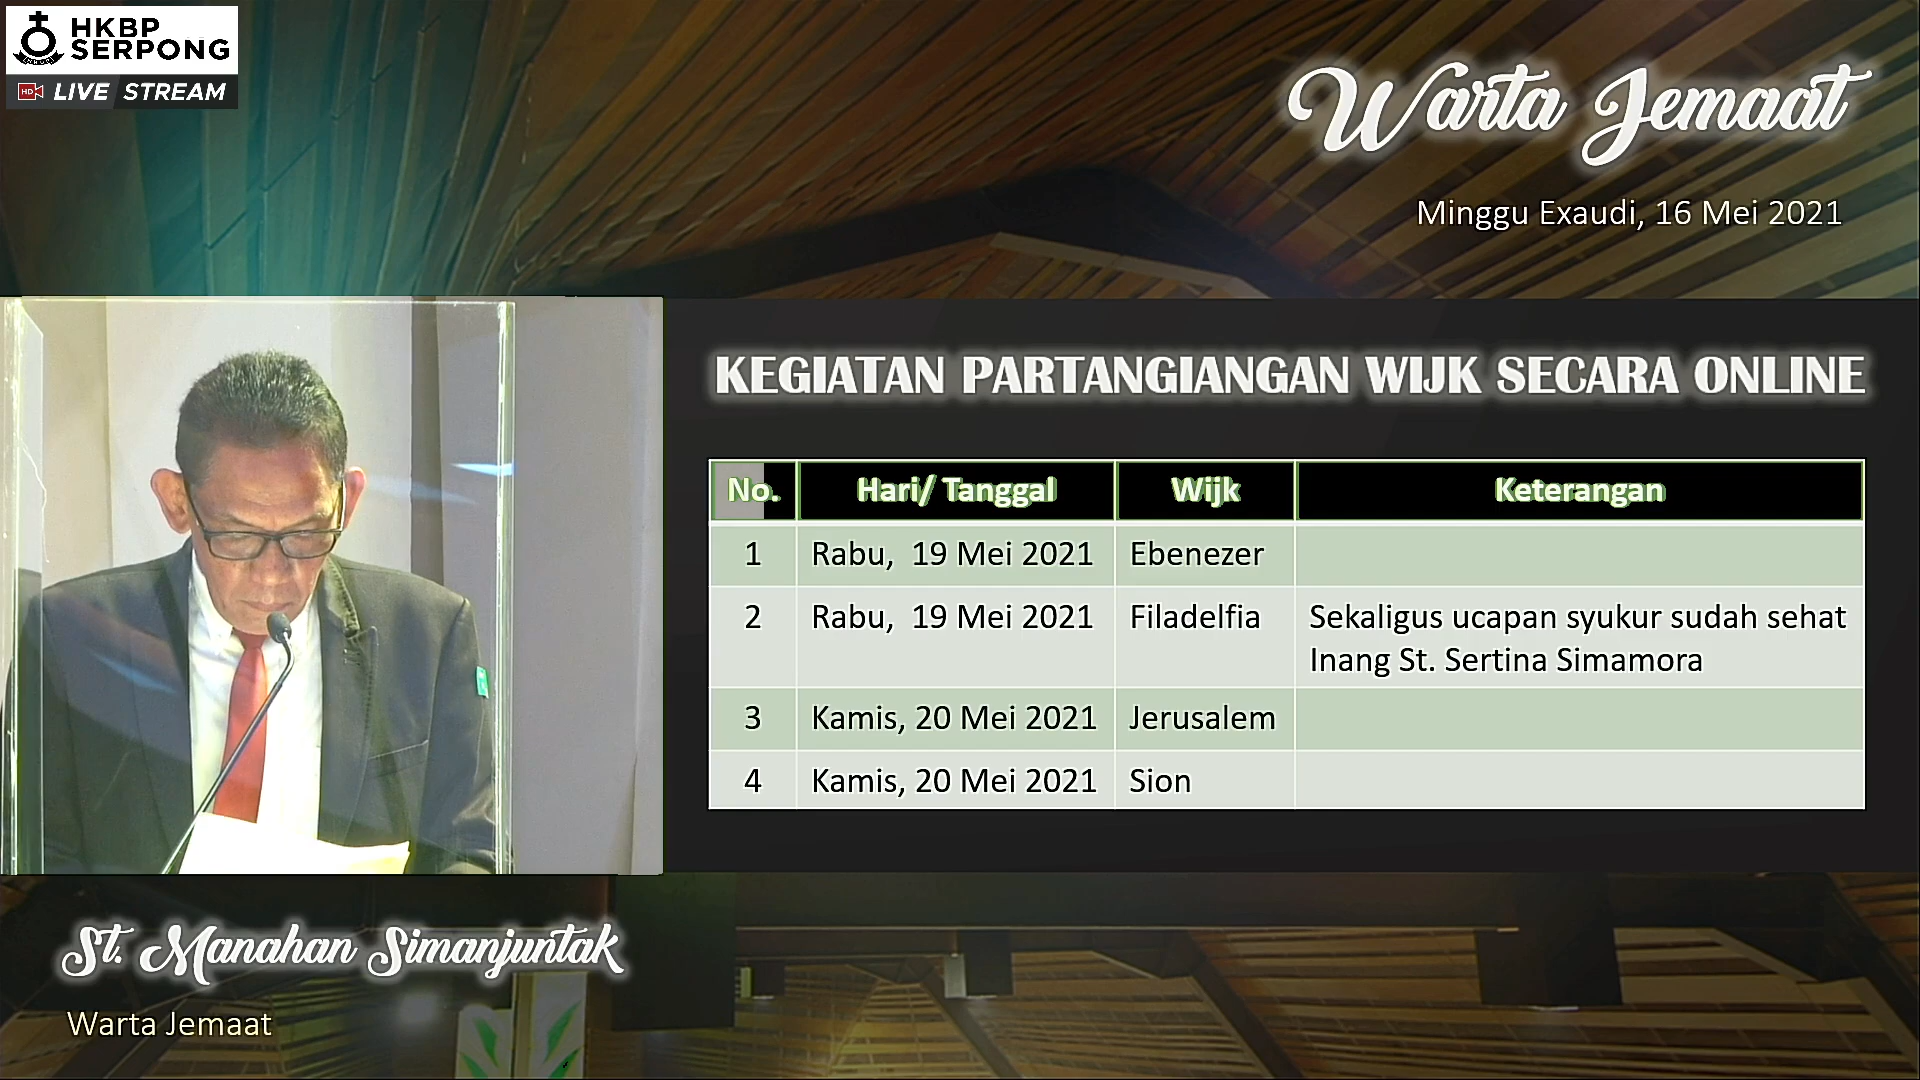 HKBP
SERPONG
HD LIVE STREAM
Warta Jemaat
Minggu Exaudi, 16 Mei 2021
KEGIATAN PARTANGIANGAN WIJK SECARA ONLINE
No. Hari/ Tanggal Wijk Keterangan
1 Rabu, 19 Mei 2021 Ebenezer
2 Rabu, 19 Mei 2021 Filadelfia Sekaligus ucapan syukur sudah sehat
Inang St. Sertina Simamora
3 Kamis, 20 Mei 2021 Jerusalem
4 Kamis, 20 Mei 2021 Sion
St. Manahan Simanjuntak
Warta Jemaat